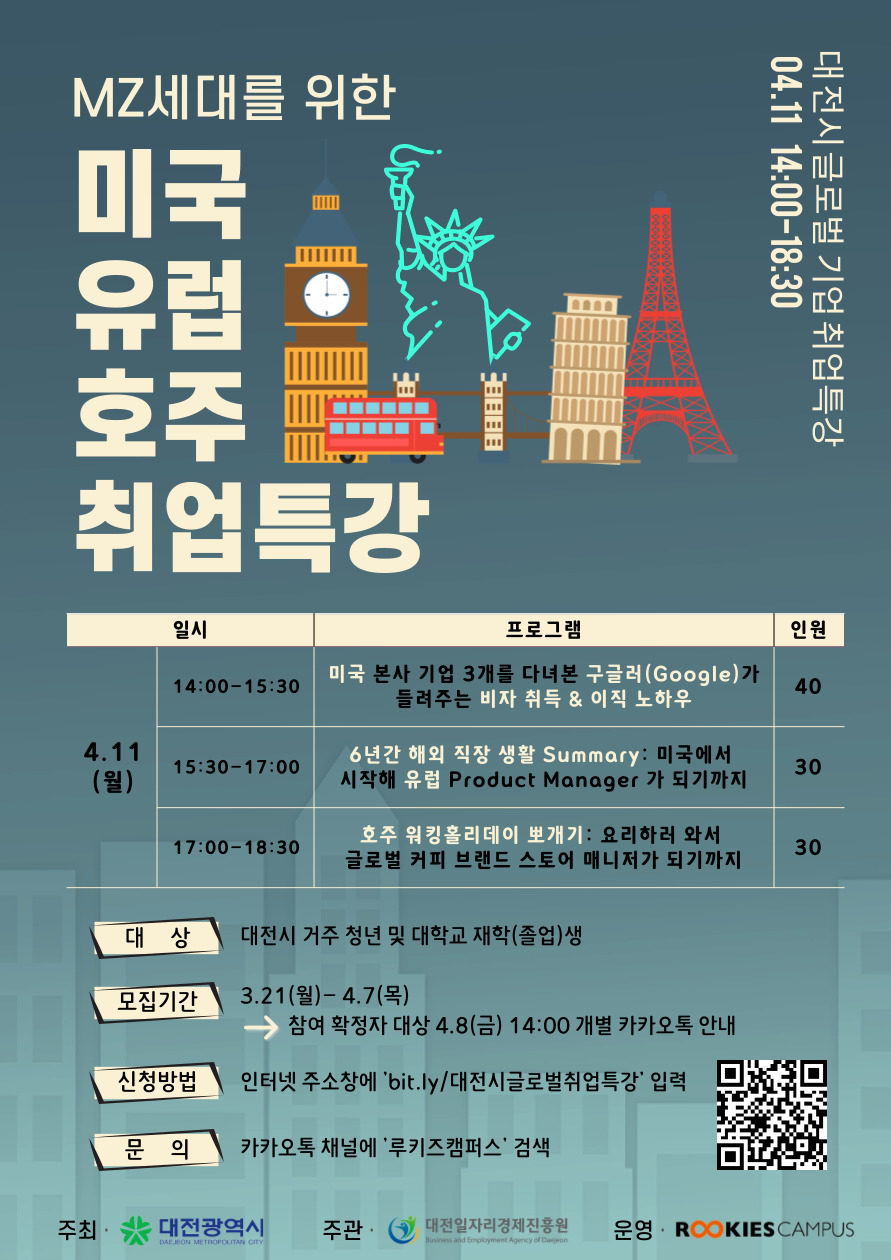 MZ세대를 위한
미국
유럽
호주
취업특강
대전시 글로벌 기업 취업특강
04.11 14:00-18:30
일시 프로그램 인원
4.11
(월)
14:00-15:30
미국 본사 기업 3개를 다녀본 구글러(Google)가
들려주는 비자 취득 & 이직 노하우
40
15:30-17:00
6년간 해외 직장 생활 Summary: 미국에서
시작해 유럽 Product Manager 가 되기까지
30
17:00-18:30
호주 워킹홀리데이 뽀개기: 요리하러 와서
글로벌 커피 브랜드 스토어 매니저가 되기까지
30
대 상 대전시 거주 청년 및 대학교 재학(졸업)생
모집기간 3.21(월)- 4.7(목)
→ 참여 확정자 대상 4.8(금) 14:00 개별 카카오톡 안내
신청방법 인터넷 주소창에 'bit.ly/대전시글로벌취업특강' 입력
문 의 카카오톡 채널에 '루키즈캠퍼스' 검색
주최 · 대전광역시
DAEJEON METROPOLITAN CITY
주관 · 대전일자리경제진흥원
Business and Employment Agency of Daejeon
운영 · ROOKIES CAMPUS